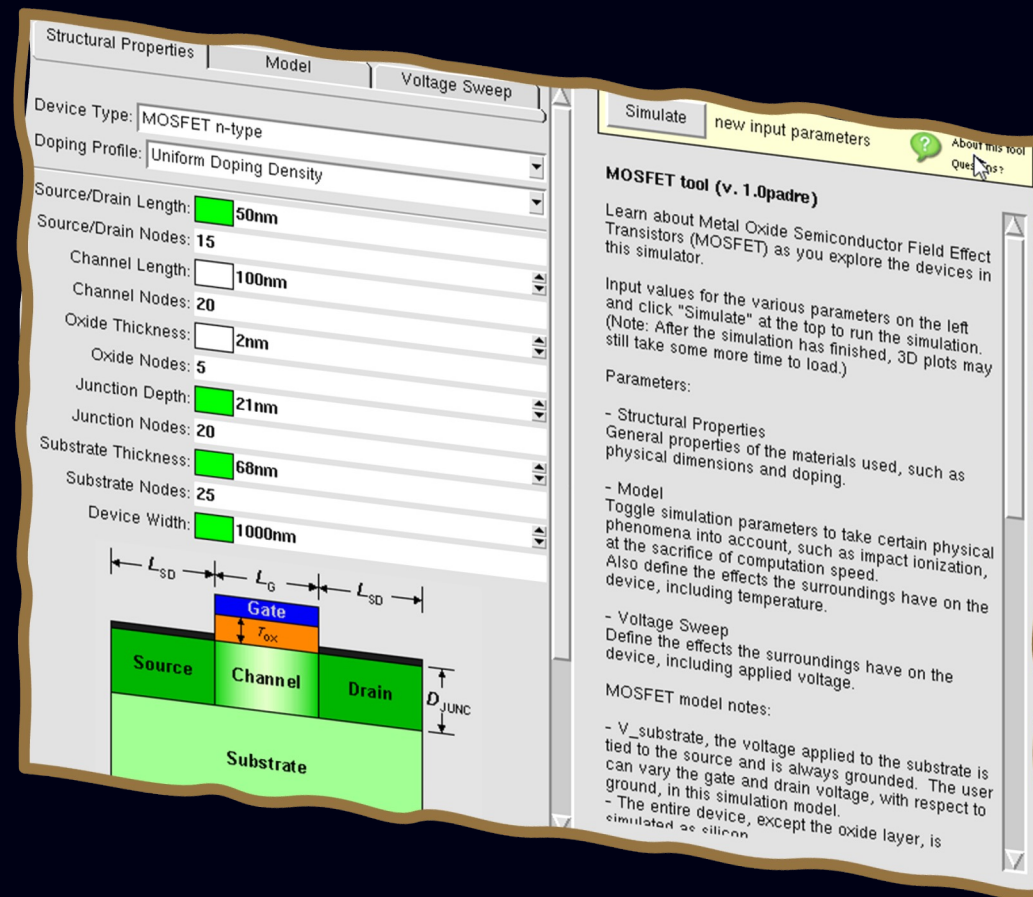 Structural Properties
Model
Voltage Sweep
Device Type: MOSFET n-type
Doping Profile: Uniform Doping Density
Source/Drain Length: 50nm
Source/Drain Nodes: 15
Channel Length: 100nm
Channel Nodes: 20
Oxide Thickness: 2nm
Oxide Nodes: 5
Junction Depth: 21nm
Junction Nodes: 20
Substrate Thickness: 68nm
Substrate Nodes: 25
Device Width: 1000nm
L_SD
L_G
L_SD
Gate
T_ox
Source
Channel
Drain
D_JUNC
Substrate
Simulate
new input parameters
?
About this tool
Questions?
MOSFET tool (v. 1.0padre)
Learn about Metal Oxide Semiconductor Field Effect
Transistors (MOSFET) as you explore the devices in
this simulator.
Input values for the various parameters on the left
and click "Simulate" at the top to run the simulation.
(Note: After the simulation has finished, 3D plots may
still take some more time to load.)
Parameters:
- Structural Properties
General properties of the materials used, such as
physical dimensions and doping.
- Model
Toggle simulation parameters to take certain physical
phenomena into account, such as impact ionization,
at the sacrifice of computation speed.
Also define the effects the surroundings have on the
device, including temperature.
- Voltage Sweep
Define the effects the surroundings have on the
device, including applied voltage.
MOSFET model notes:
- V_substrate, the voltage applied to the substrate is
tied to the source and is always grounded. The user
can vary the gate and drain voltage, with respect to
ground, in this simulation model.
- The entire device, except the oxide layer, is
simulated as silicon